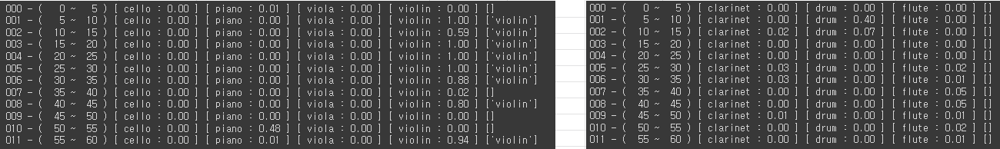 000 - (   0 ~   5) [ cello : 0.00 ] [ piano : 0.01 ] [ viola : 0.00 ] [ violin : 0.00 ] []
001 - (   5 ~  10) [ cello : 0.00 ] [ piano : 0.00 ] [ viola : 0.00 ] [ violin : 1.00 ] ['violin']
002 - (  10 ~  15) [ cello : 0.00 ] [ piano : 0.00 ] [ viola : 0.00 ] [ violin : 0.59 ] ['violin']
003 - (  15 ~  20) [ cello : 0.00 ] [ piano : 0.00 ] [ viola : 0.00 ] [ violin : 1.00 ] ['violin']
004 - (  20 ~  25) [ cello : 0.00 ] [ piano : 0.00 ] [ viola : 0.00 ] [ violin : 1.00 ] ['violin']
005 - (  25 ~  30) [ cello : 0.00 ] [ piano : 0.00 ] [ viola : 0.00 ] [ violin : 1.00 ] ['violin']
006 - (  30 ~  35) [ cello : 0.00 ] [ piano : 0.00 ] [ viola : 0.00 ] [ violin : 0.88 ] ['violin']
007 - (  35 ~  40) [ cello : 0.00 ] [ piano : 0.00 ] [ viola : 0.00 ] [ violin : 0.02 ] []
008 - (  40 ~  45) [ cello : 0.00 ] [ piano : 0.00 ] [ viola : 0.00 ] [ violin : 0.80 ] ['violin']
009 - (  45 ~  50) [ cello : 0.00 ] [ piano : 0.00 ] [ viola : 0.00 ] [ violin : 0.00 ] []
010 - (  50 ~  55) [ cello : 0.00 ] [ piano : 0.48 ] [ viola : 0.00 ] [ violin : 0.00 ] []
011 - (  55 ~  60) [ cello : 0.00 ] [ piano : 0.01 ] [ viola : 0.00 ] [ violin : 0.94 ] ['violin']
000 - (   0 ~   5) [ clarinet : 0.00 ] [ drum : 0.00 ] [ flute : 0.00 ] []
001 - (   5 ~  10) [ clarinet : 0.00 ] [ drum : 0.40 ] [ flute : 0.00 ] []
002 - (  10 ~  15) [ clarinet : 0.02 ] [ drum : 0.07 ] [ flute : 0.00 ] []
003 - (  15 ~  20) [ clarinet : 0.00 ] [ drum : 0.00 ] [ flute : 0.00 ] []
004 - (  20 ~  25) [ clarinet : 0.00 ] [ drum : 0.00 ] [ flute : 0.00 ] []
005 - (  25 ~  30) [ clarinet : 0.03 ] [ drum : 0.00 ] [ flute : 0.02 ] []
006 - (  30 ~  35) [ clarinet : 0.03 ] [ drum : 0.00 ] [ flute : 0.01 ] []
007 - (  35 ~  40) [ clarinet : 0.00 ] [ drum : 0.00 ] [ flute : 0.05 ] []
008 - (  40 ~  45) [ clarinet : 0.00 ] [ drum : 0.00 ] [ flute : 0.05 ] []
009 - (  45 ~  50) [ clarinet : 0.01 ] [ drum : 0.00 ] [ flute : 0.01 ] []
010 - (  50 ~  55) [ clarinet : 0.00 ] [ drum : 0.00 ] [ flute : 0.02 ] []
011 - (  55 ~  60) [ clarinet : 0.00 ] [ drum : 0.00 ] [ flute : 0.01 ] []